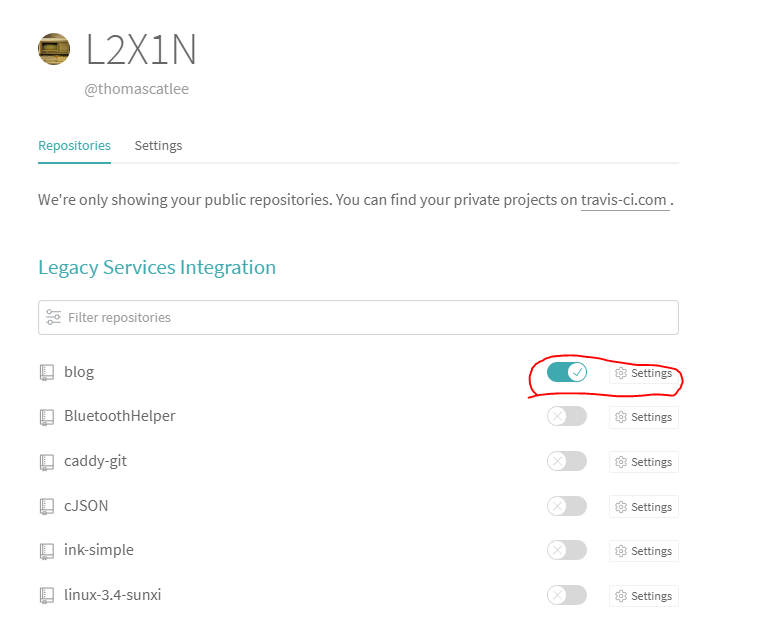 L2X1N
@thomascatlee
Repositories Settings
We're only showing your public repositories. You can find your private projects on travis-ci.com .
Legacy Services Integration
Filter repositories
blog Settings
BluetoothHelper Settings
caddy-git Settings
cJSON Settings
ink-simple Settings
linux-3.4-sunxi Settings